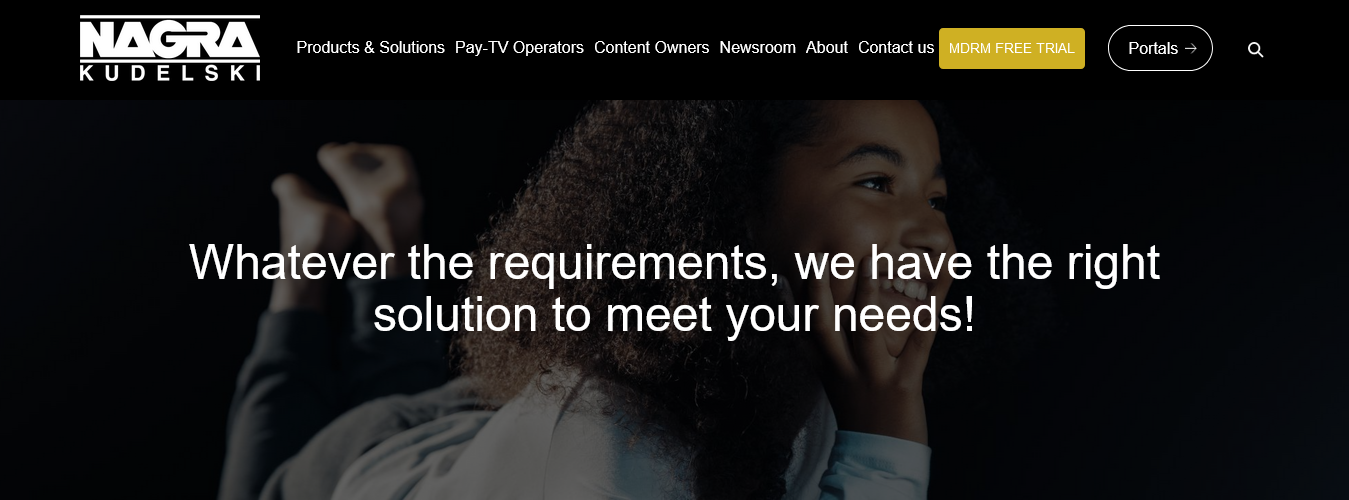 NAGRA
KUDELSKI
Products & Solutions Pay-TV Operators Content Owners Newsroom About Contact us MDRM FREE TRIAL Portals →
Whatever the requirements, we have the right
solution to meet your needs!